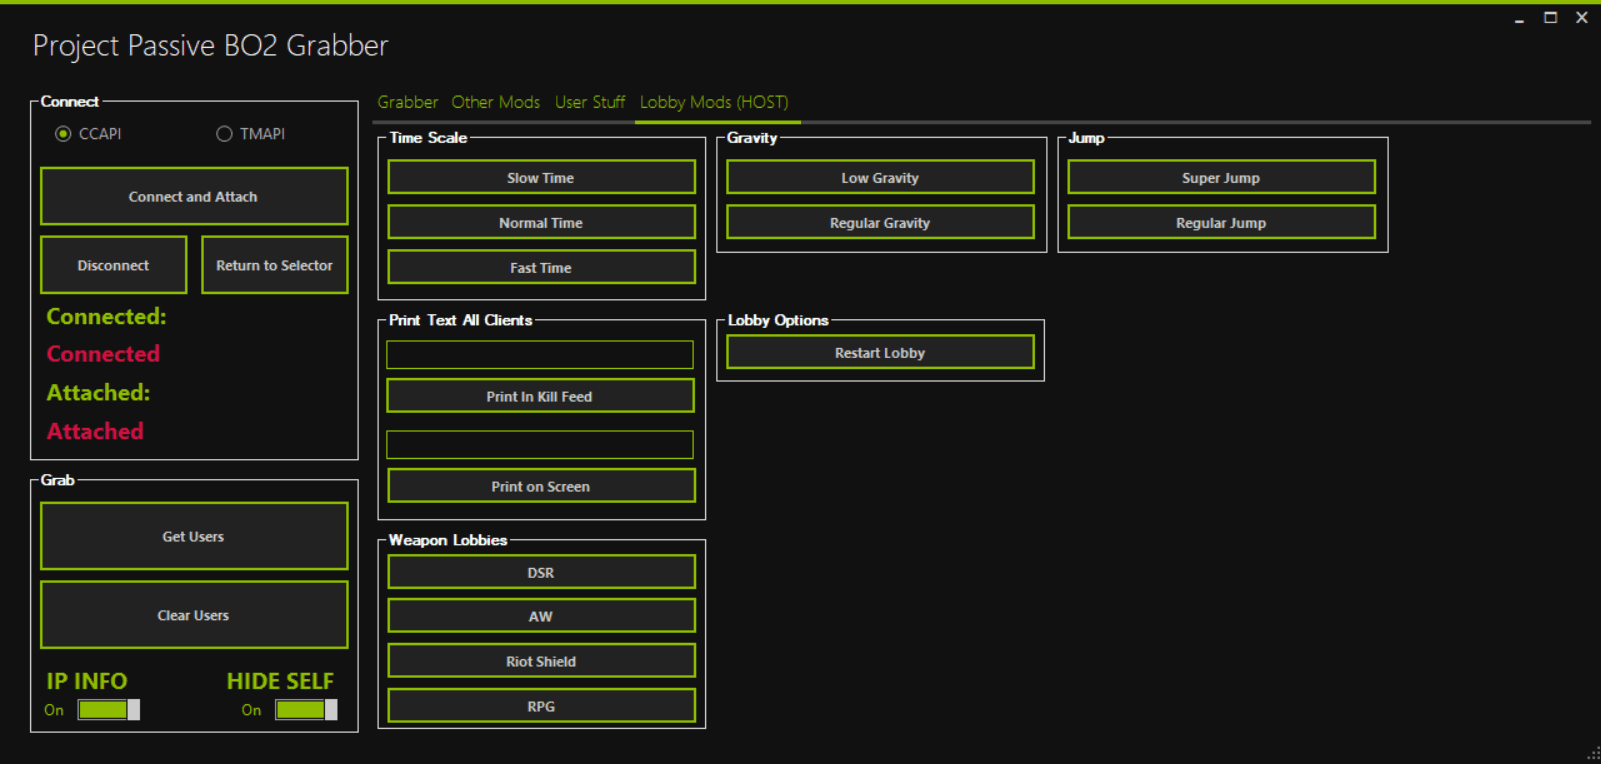 Project Passive BO2 Grabber
Connect
CCAPI
TMAPI
Connect and Attach
Disconnect
Return to Selector
Connected:
Connected
Attached:
Attached
Grab
Get Users
Clear Users
IP INFO
HIDE SELF
On
On
Grabber Other Mods User Stuff Lobby Mods (HOST)
Time Scale
Slow Time
Normal Time
Fast Time
Gravity
Low Gravity
Regular Gravity
Jump
Super Jump
Regular Jump
Print Text All Clients
Print In Kill Feed
Print on Screen
Lobby Options
Restart Lobby
Weapon Lobbies
DSR
AW
Riot Shield
RPG